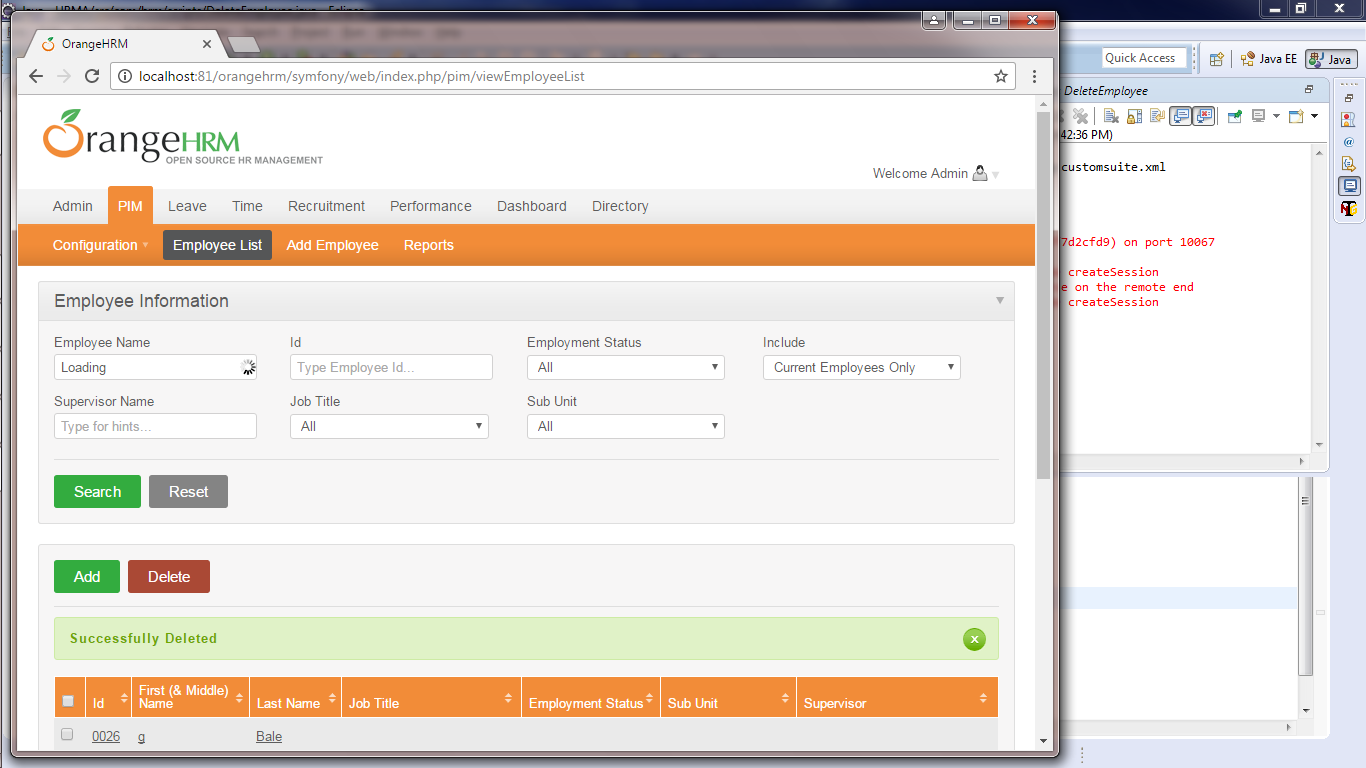 OrangeHRM
localhost:81/orangehrm/symfony/web/index.php/pim/viewEmployeeList
Quick Access
Java EE
Java
DeleteEmployee
42:36 PM)
customsuite.xml
7d2cfd9) on port 10067
createSession
e on the remote end
createSession
OrangeHRM
OPEN SOURCE HR MANAGEMENT
Welcome Admin
Admin PIM Leave Time Recruitment Performance Dashboard Directory
Configuration Employee List Add Employee Reports
Employee Information
Employee Name Id Employment Status Include
Loading Type Employee Id... All Current Employees Only
Supervisor Name Job Title Sub Unit
Type for hints... All All
Search Reset
Add Delete
Successfully Deleted
Id First (& Middle) Name Last Name Job Title Employment Status Sub Unit Supervisor
0026 g Bale